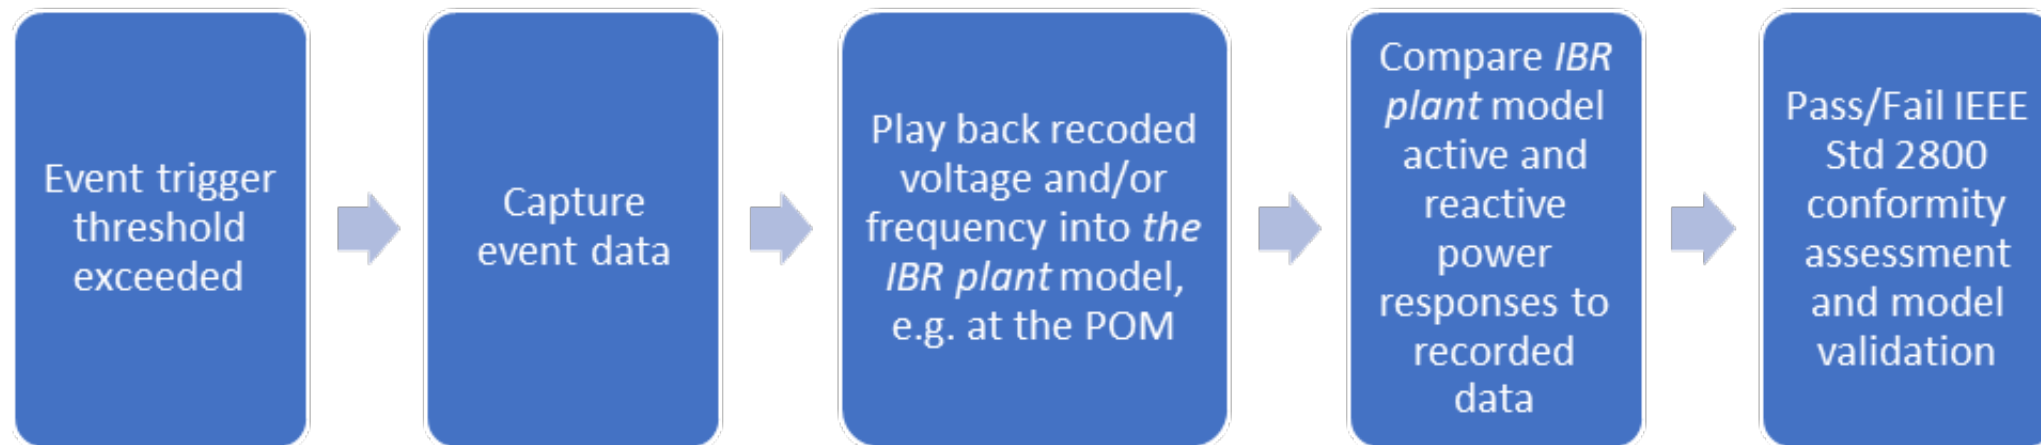 Event trigger
threshold
exceeded
Capture
event data
Play back recoded
voltage and/or
frequency into the
IBR plant model,
e.g. at the POM
Compare IBR
plant model
active and
reactive
power
responses to
recorded
data
Pass/Fail IEEE
Std 2800
conformity
assessment
and model
validation